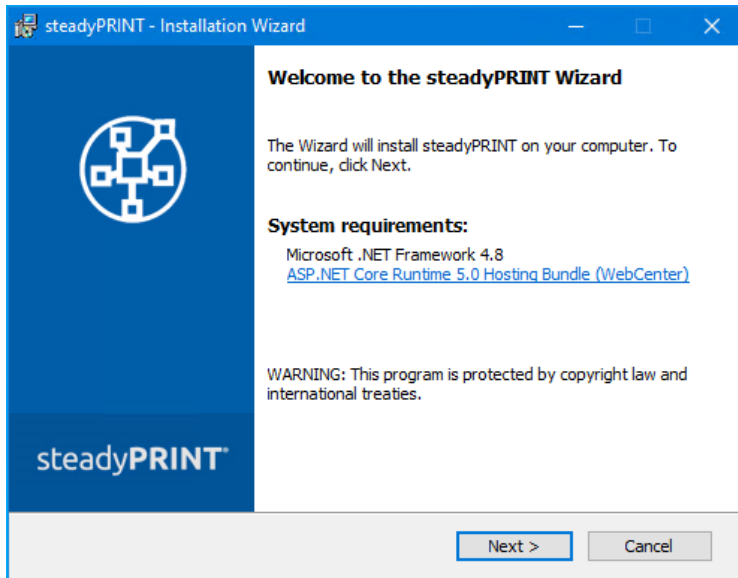 steadyPRINT - Installation Wizard
Welcome to the steadyPRINT Wizard
The Wizard will install steadyPRINT on your computer. To
continue, click Next.
System requirements:
Microsoft .NET Framework 4.8
ASP.NET Core Runtime 5.0 Hosting Bundle (WebCenter)
WARNING: This program is protected by copyright law and
international treaties.
steadyPRINT®
Next >
Cancel